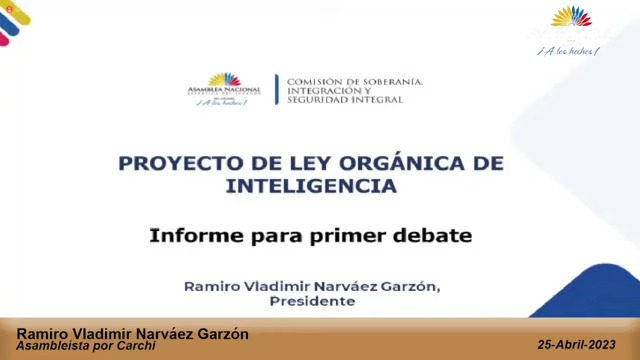 ¡A los hechos!
ASAMBLEA NACIONAL
¡A los hechos!
COMISIÓN DE SOBERANÍA,
INTEGRACIÓN Y
SEGURIDAD INTEGRAL
PROYECTO DE LEY ORGÁNICA DE
INTELIGENCIA
Informe para primer debate
Ramiro Vladimir Narváez Garzón,
Presidente
Ramiro Vladimir Narváez Garzón
Asambleista por Carchi
25-Abril-2023